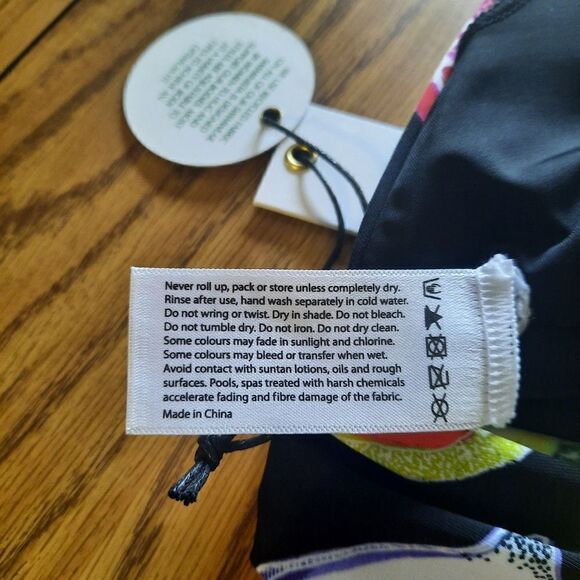 Never roll up, pack or store unless completely dry.
Rinse after use, hand wash separately in cold water.
Do not wring or twist. Dry in shade. Do not bleach.
Do not tumble dry. Do not iron. Do not dry clean.
Some colours may fade in sunlight and chlorine.
Some colours may bleed or transfer when wet.
Avoid contact with suntan lotions, oils and rough
surfaces. Pools, spas treated with harsh chemicals
accelerate fading and fibre damage of the fabric.
Made in China